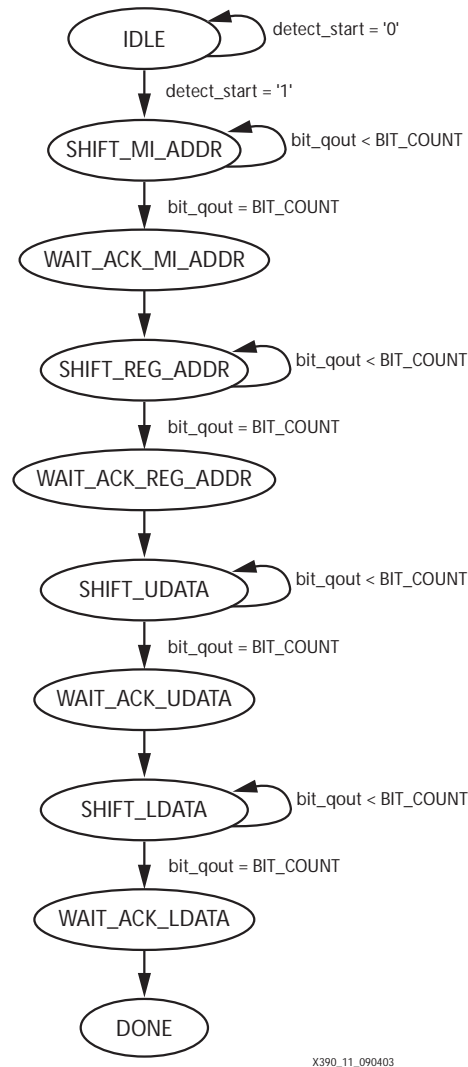 IDLE
detect_start = '0'
detect_start = '1'
SHIFT_MI_ADDR
bit_qout < BIT_COUNT
bit_qout = BIT_COUNT
WAIT_ACK_MI_ADDR
SHIFT_REG_ADDR
bit_qout < BIT_COUNT
bit_qout = BIT_COUNT
WAIT_ACK_REG_ADDR
SHIFT_UDATA
bit_qout < BIT_COUNT
bit_qout = BIT_COUNT
WAIT_ACK_UDATA
SHIFT_LDATA
bit_qout < BIT_COUNT
bit_qout = BIT_COUNT
WAIT_ACK_LDATA
DONE
X390_11_090403